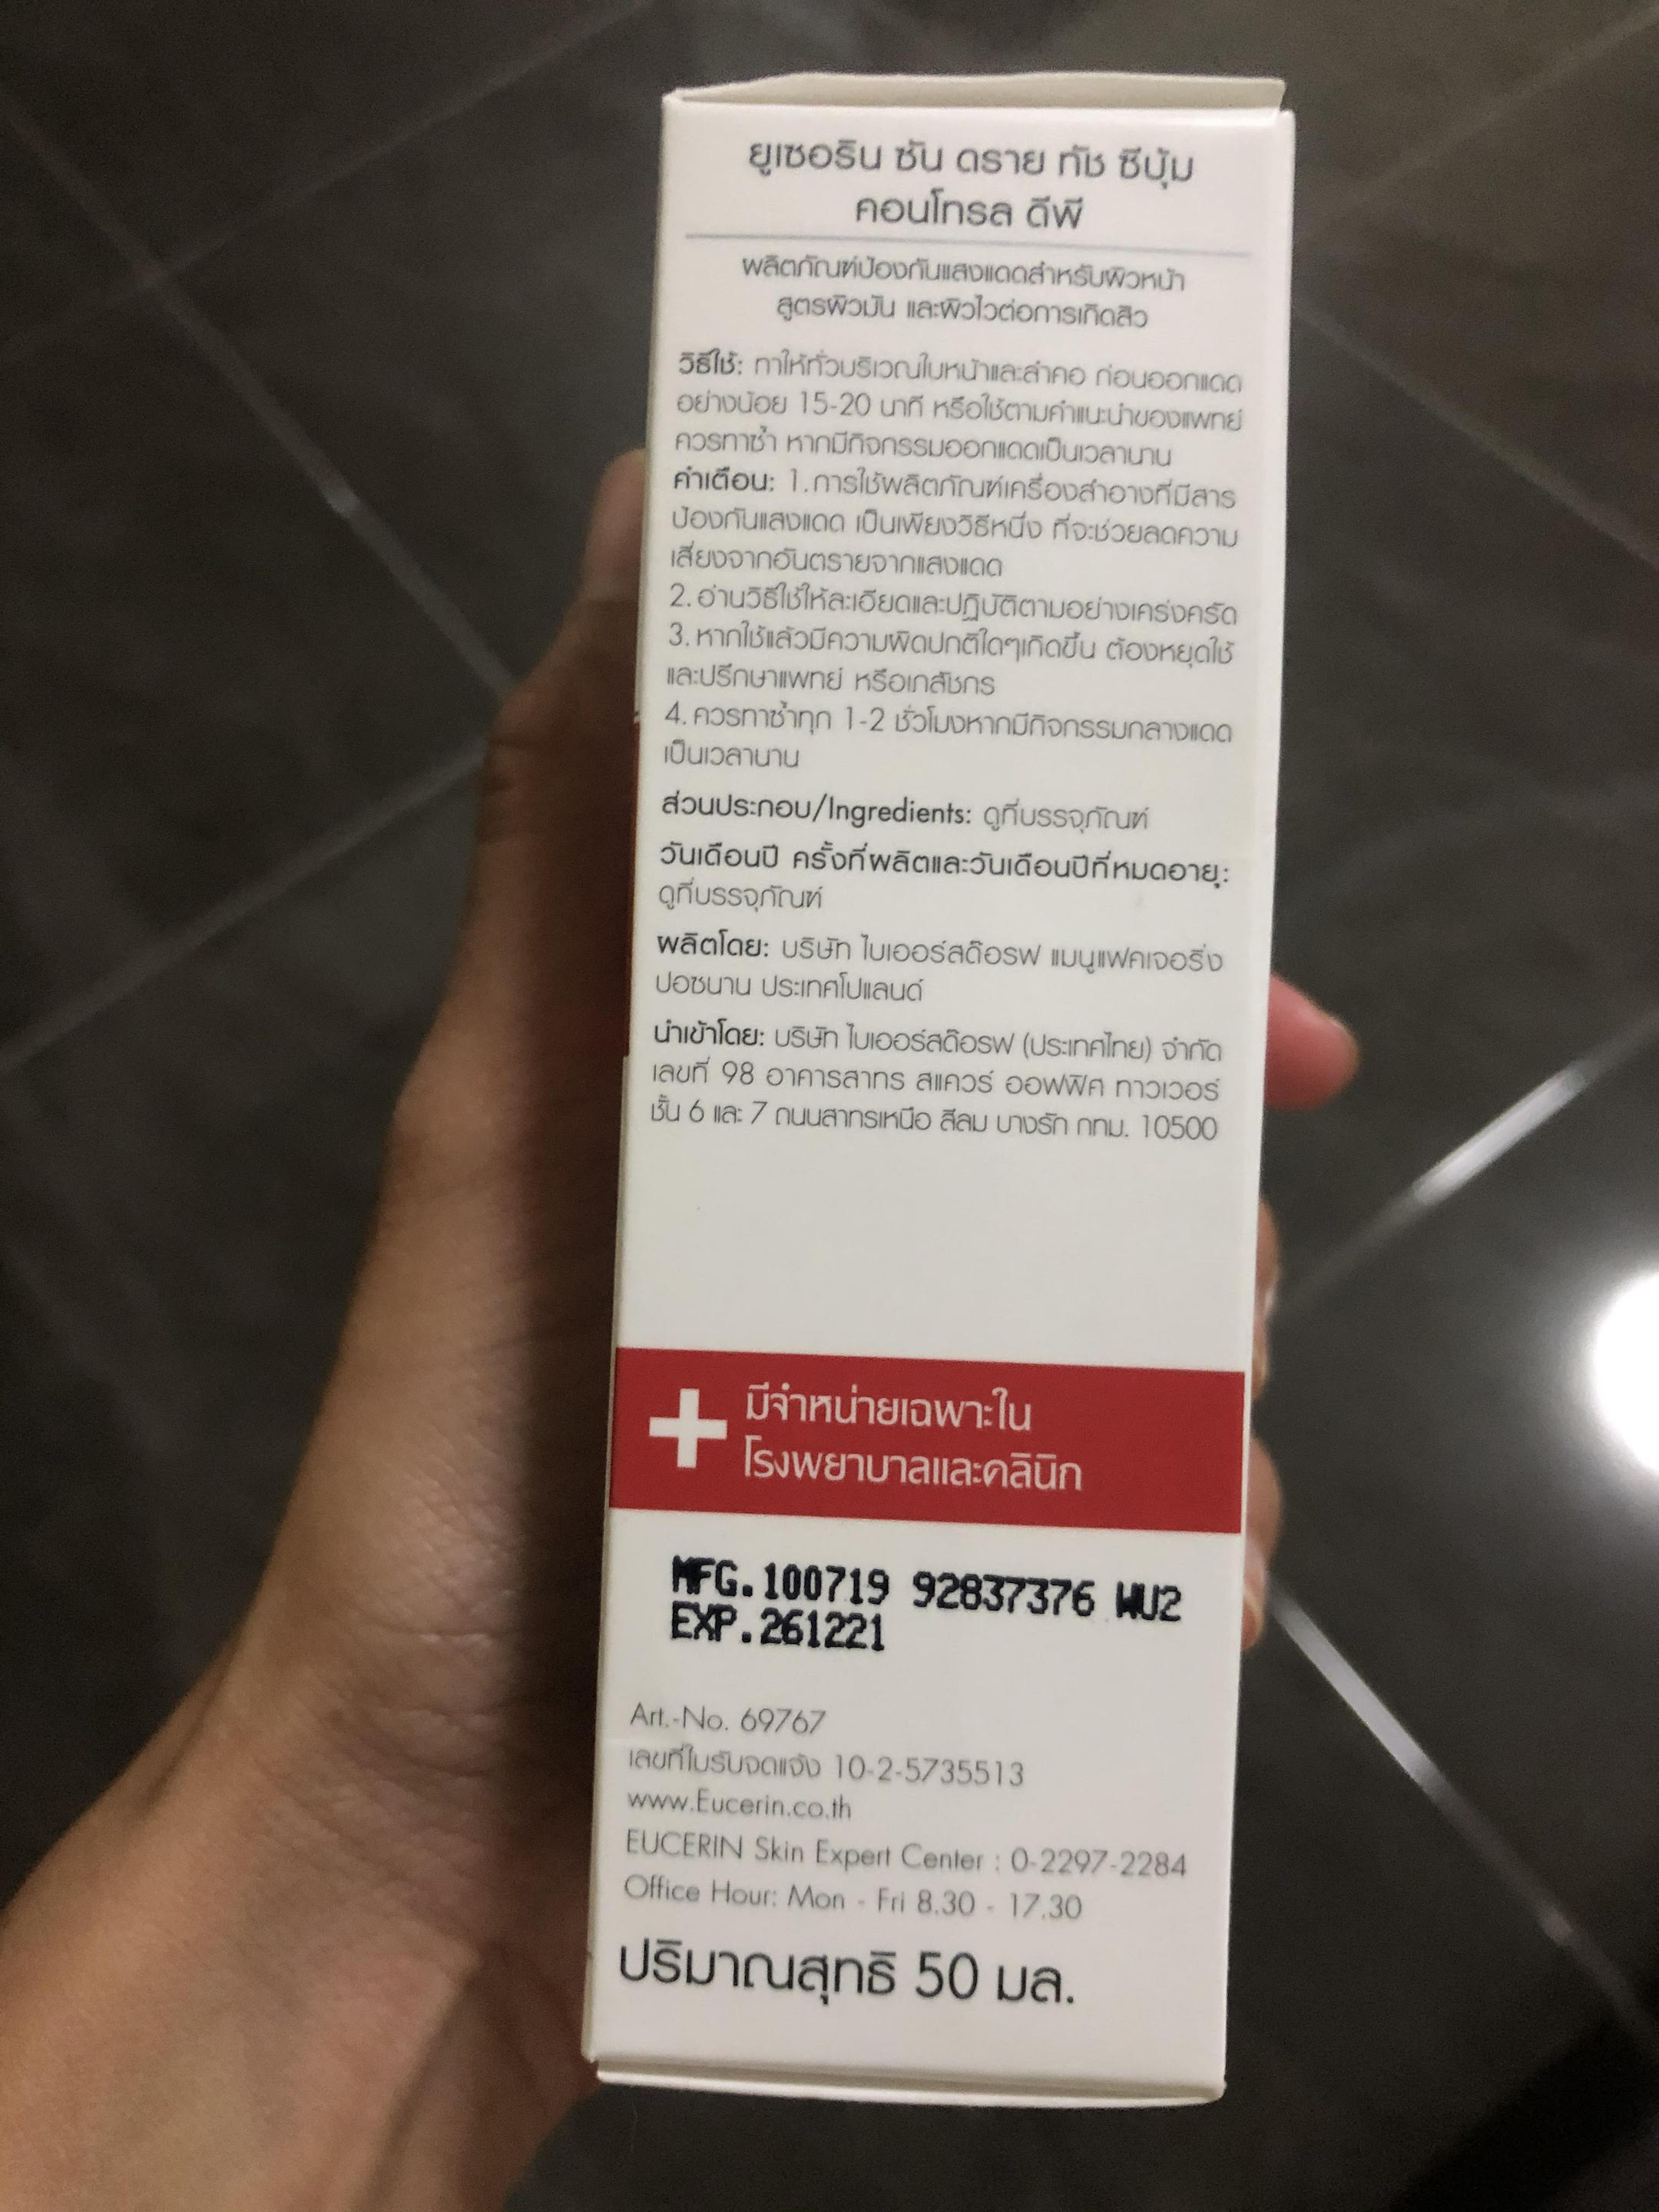 ยูเซอริน ซัน ดราย ทัช ซีบุ้ม
คอนโทรล ดีพี
ผลิตภัณฑ์ป้องกันแสงแดดสำหรับผิวหน้า
สูตรผิวมัน และผิวไวต่อการเกิดสิว
วิธีใช้: ทาให้ทั่วบริเวณใบหน้าและลำคอ ก่อนออกแดด
อย่างน้อย 15-20 นาที หรือใช้ตามคำแนะนำของแพทย์
ควรทาซ้ำ หากมีกิจกรรมออกแดดเป็นเวลานาน
คำเตือน: 1.การใช้ผลิตภัณฑ์เครื่องสำอางที่มีสาร
ป้องกันแสงแดด เป็นเพียงวิธีหนึ่ง ที่จะช่วยลดความ
เสี่ยงจากอันตรายจากแสงแดด
2.อ่านวิธีใช้ให้ละเอียดและปฏิบัติตามอย่างเคร่งครัด
3.หากใช้แล้วมีความผิดปกติใดๆเกิดขึ้น ต้องหยุดใช้
และปรึกษาแพทย์ หรือเภสัชกร
4.ควรทาซ้ำทุก 1-2 ชั่วโมงหากมีกิจกรรมกลางแดด
เป็นเวลานาน
ส่วนประกอบ/Ingredients: ดูที่บรรจุภัณฑ์
วันเดือนปี ครั้งที่ผลิตและวันเดือนปีที่หมดอายุ:
ดูที่บรรจุภัณฑ์
ผลิตโดย: บริษัท ไบเออร์สด๊อรฟ แมนูแฟคเจอริ่ง
ปอซนาน ประเทศโปแลนด์
นำเข้าโดย: บริษัท ไบเออร์สด๊อรฟ (ประเทศไทย) จำกัด
เลขที่ 98 อาคารสาทร สแควร์ ออฟฟิศ ทาวเวอร์
ชั้น 6 และ 7 ถนนสาทรเหนือ สีลม บางรัก กทม. 10500
มีจำหน่ายเฉพาะใน
โรงพยาบาลและคลินิก
MFG.100719 92837376 WU2
EXP.261221
Art.-No. 69767
เลขที่ใบรับจดแจ้ง 10-2-5735513
www.Eucerin.co.th
EUCERIN Skin Expert Center : 0-2297-2284
Office Hour: Mon - Fri 8.30 - 17.30
ปริมาณสุทธิ 50 มล.